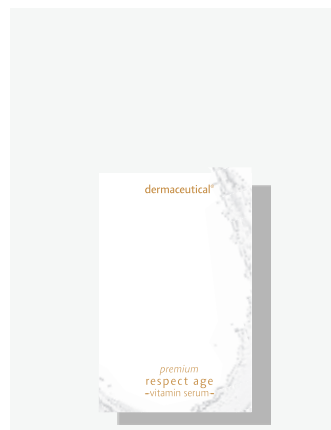 dermaceutical®
premium
respect age
–vitamin serum–